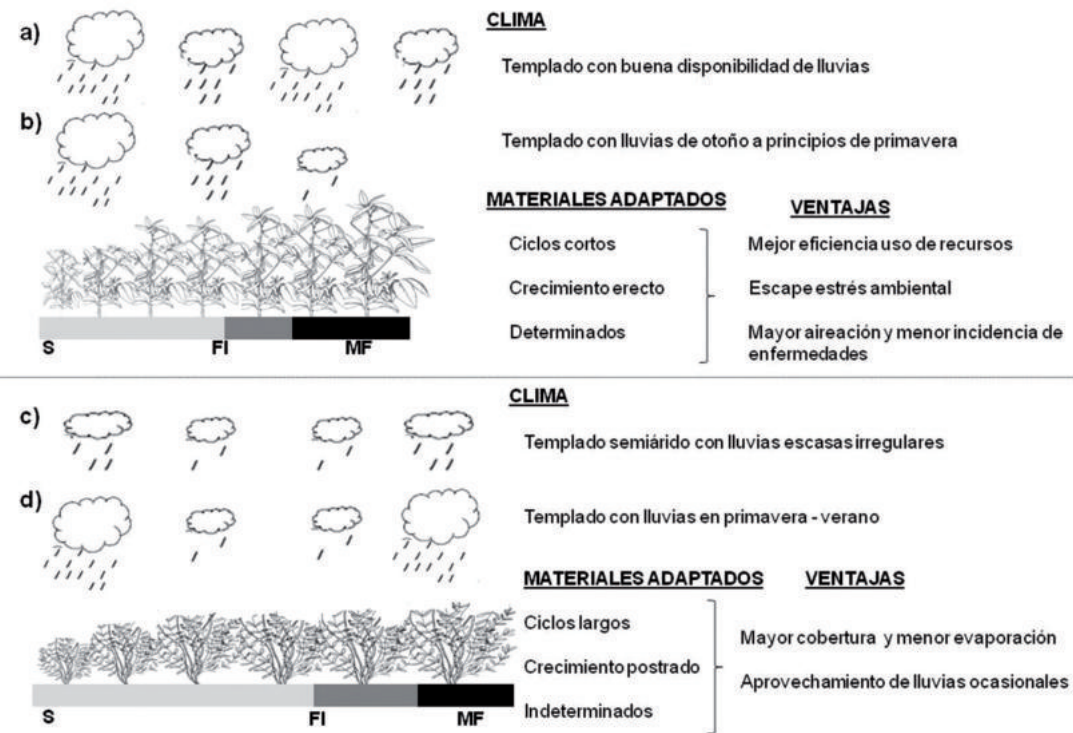 a)
CLIMA
Templado con buena disponibilidad de lluvias
b)
Templado con lluvias de otoño a principios de primavera
MATERIALES ADAPTADOS
VENTAJAS
Ciclos cortos
Mejor eficiencia uso de recursos
Crecimiento erecto
Escape estrés ambiental
Determinados
Mayor aireación y menor incidencia de
enfermedades
S
FI
MF
c)
CLIMA
Templado semiárido con lluvias escasas irregulares
d)
Templado con lluvias en primavera - verano
MATERIALES ADAPTADOS
VENTAJAS
Ciclos largos
Mayor cobertura y menor evaporación
Crecimiento postrado
Aprovechamiento de lluvias ocasionales
Indeterminados
S
FI
MF